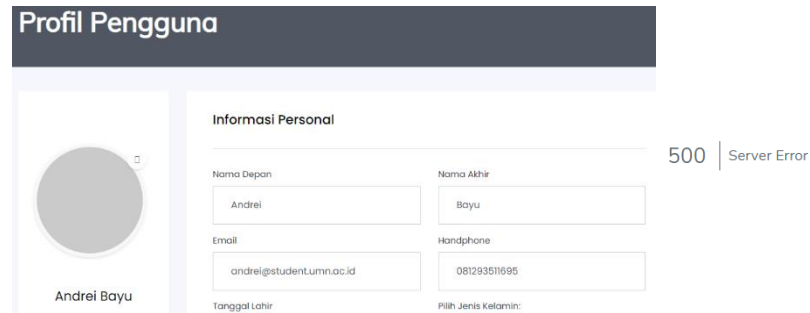 Profil Pengguna
Informasi Personal
Nama Depan
Nama Akhir
Andrei
Bayu
Email
Handphone
andrei@student.umn.ac.id
081293511695
Andrei Bayu
Tanggal Lahir
Pilih Jenis Kelamin:
500 Server Error